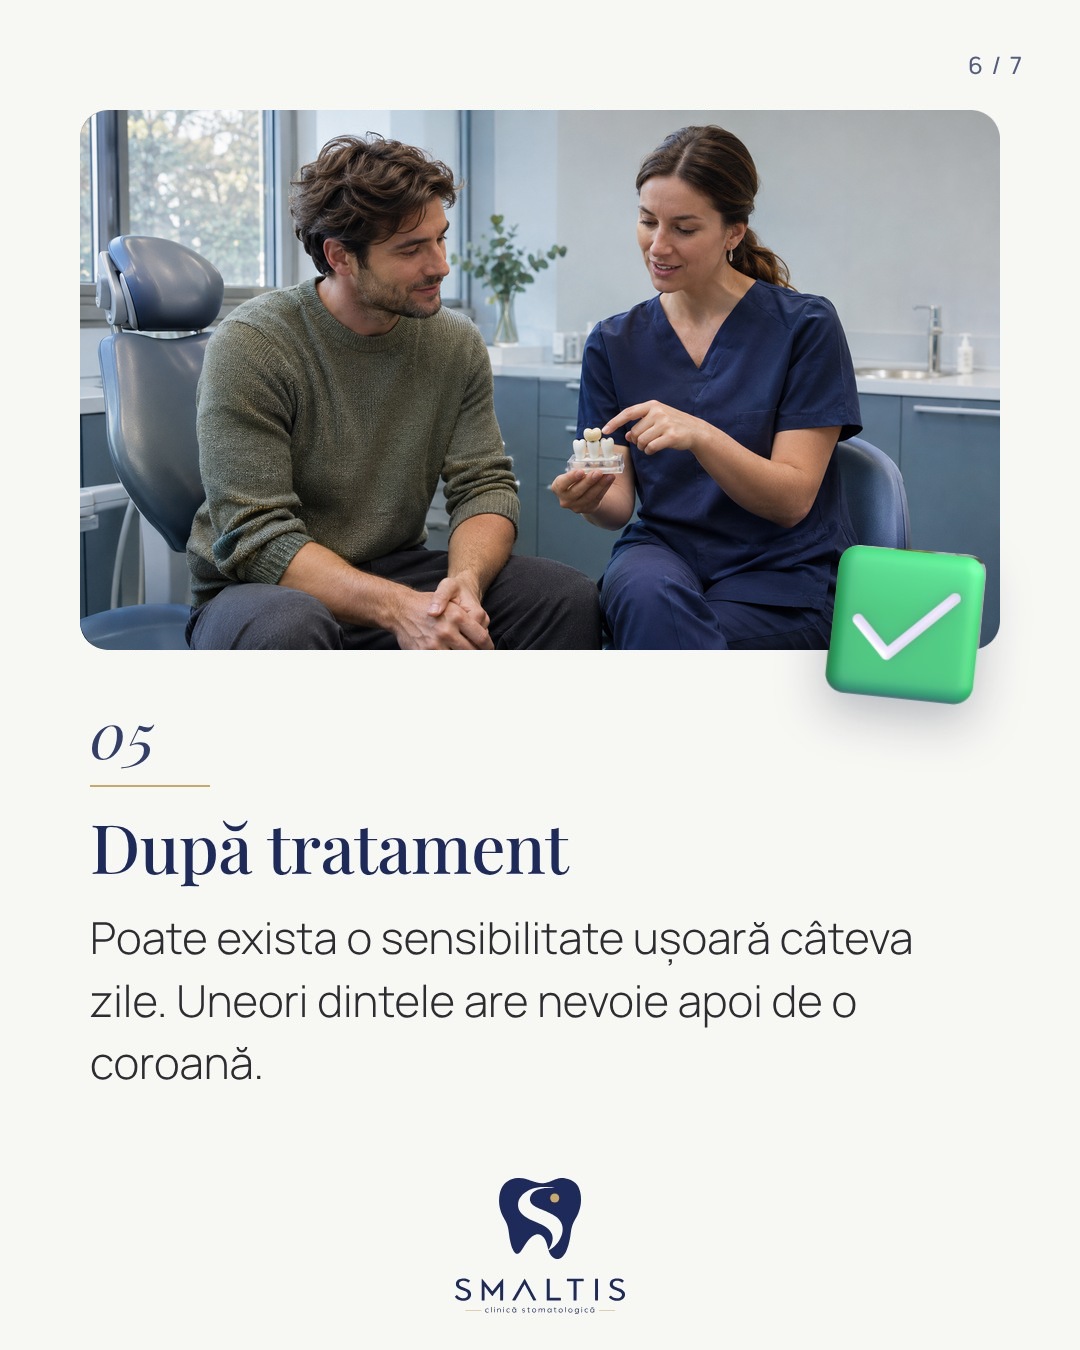 6 / 7
05
După tratament
Poate exista o sensibilitate ușoară câteva
zile. Uneori dintele are nevoie apoi de o
coroană.
SMALTIS
clinică stomatologică